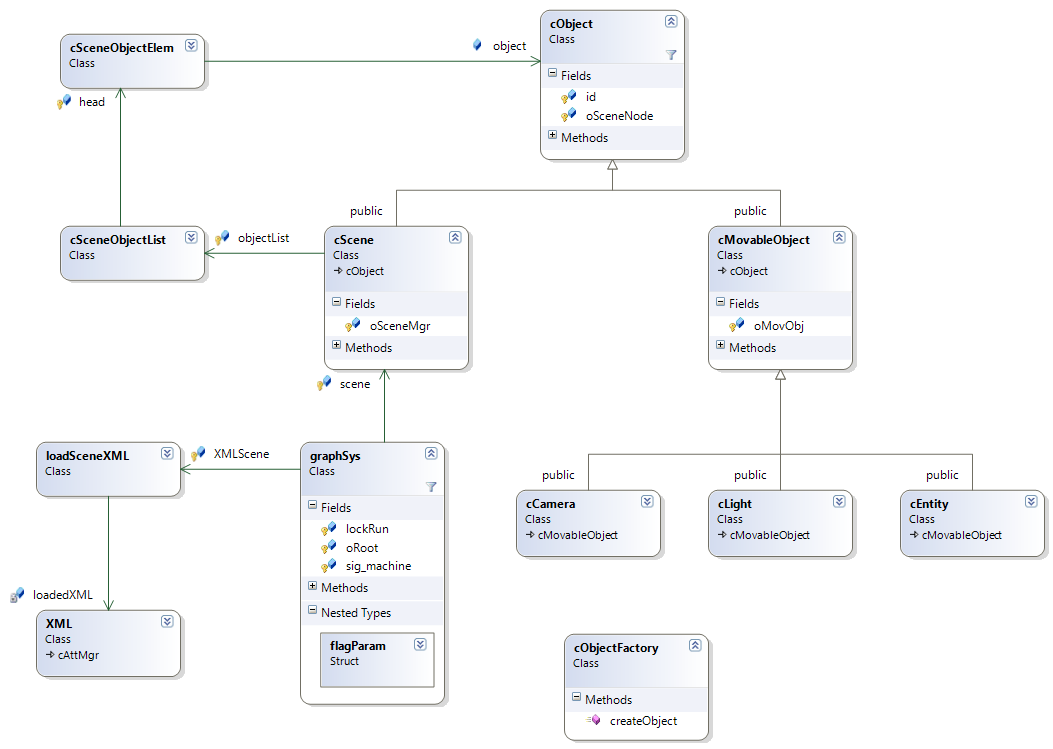 cObject
Class
Fields
id
oSceneNode
Methods
cSceneObjectElem
Class
object
head
cSceneObjectList
Class
objectList
public
cScene
Class
cObject
Fields
oSceneMgr
Methods
public
cMovableObject
Class
cObject
Fields
oMovObj
Methods
scene
loadSceneXML
Class
XMLScene
graphSys
Class
Fields
lockRun
oRoot
sig_machine
Methods
Nested Types
flagParam
Struct
public
cCamera
Class
cMovableObject
public
cLight
Class
cMovableObject
public
cEntity
Class
cMovableObject
loadedXML
XML
Class
cAttMgr
cObjectFactory
Class
Methods
createObject